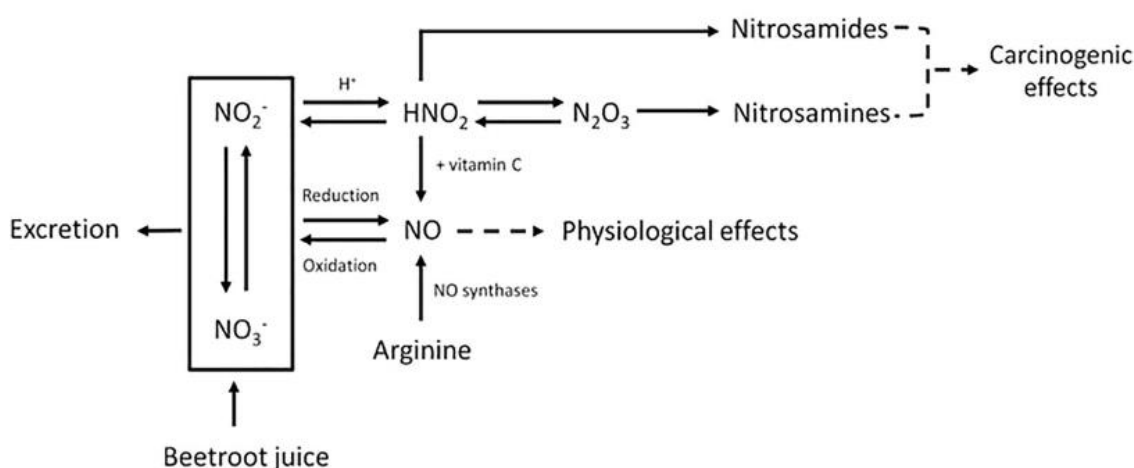 Nitrosamides
Carcinogenic
effects
H⁺
NO₂⁻
HNO₂
N₂O₃
Nitrosamines
+ vitamin C
Reduction
Excretion
NO
Physiological effects
Oxidation
NO synthases
NO₃⁻
Arginine
Beetroot juice